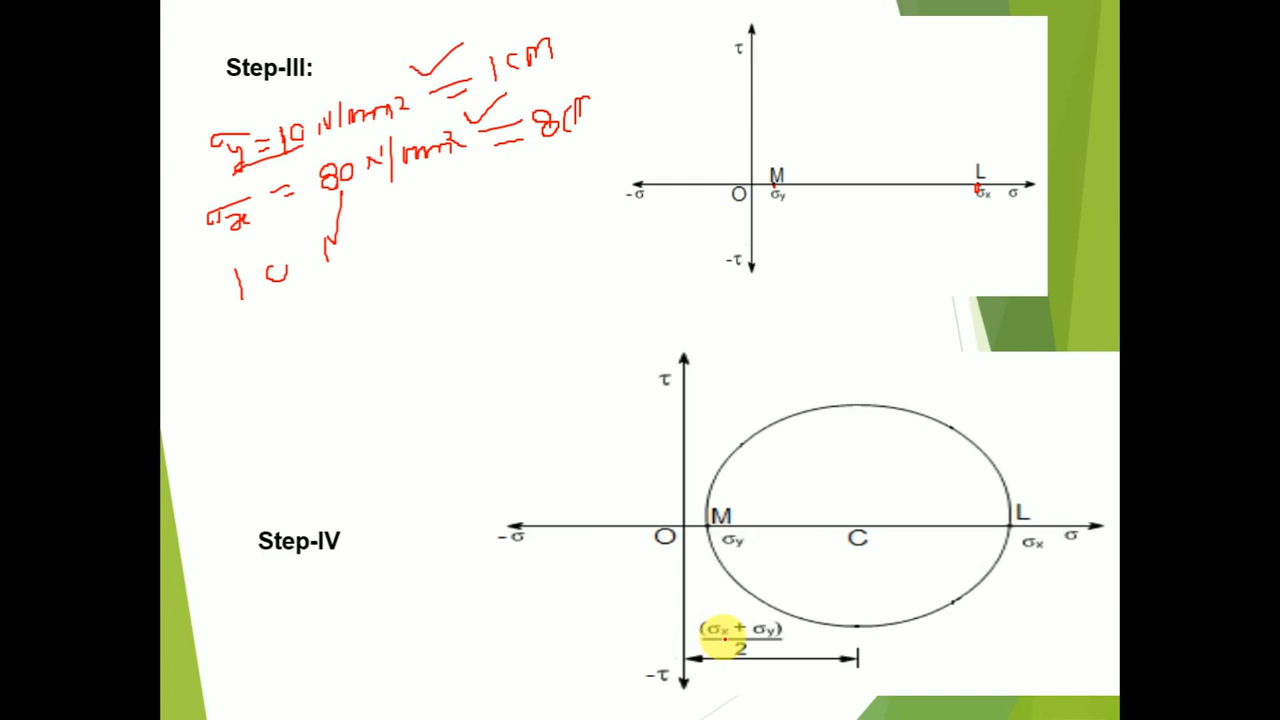 Step-III:
σy = 10 N/mm² = 1 cm
σx = 80 N/mm² = 8
10 N
τ
M
L
-σ
O
σy
σx
σ
-τ
τ
M
L
-σ
O
σy
C
σx
σ
Step-IV
(σx + σy)
2
-τ